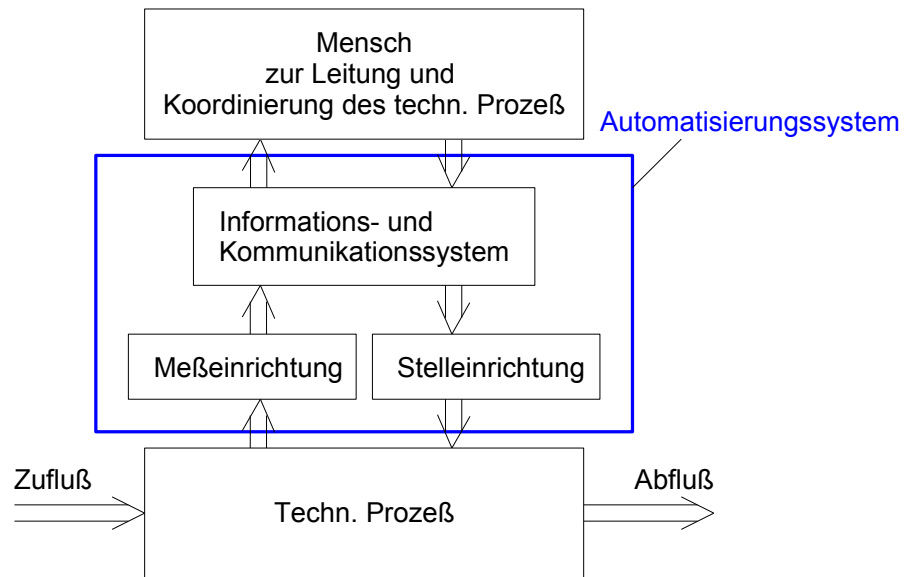 Mensch
zur Leitung und
Koordinierung des techn. Prozeß
Automatisierungssystem
Informations- und
Kommunikationssystem
Meßeinrichtung
Stelleinrichtung
Zufluß
Techn. Prozeß
Abfluß